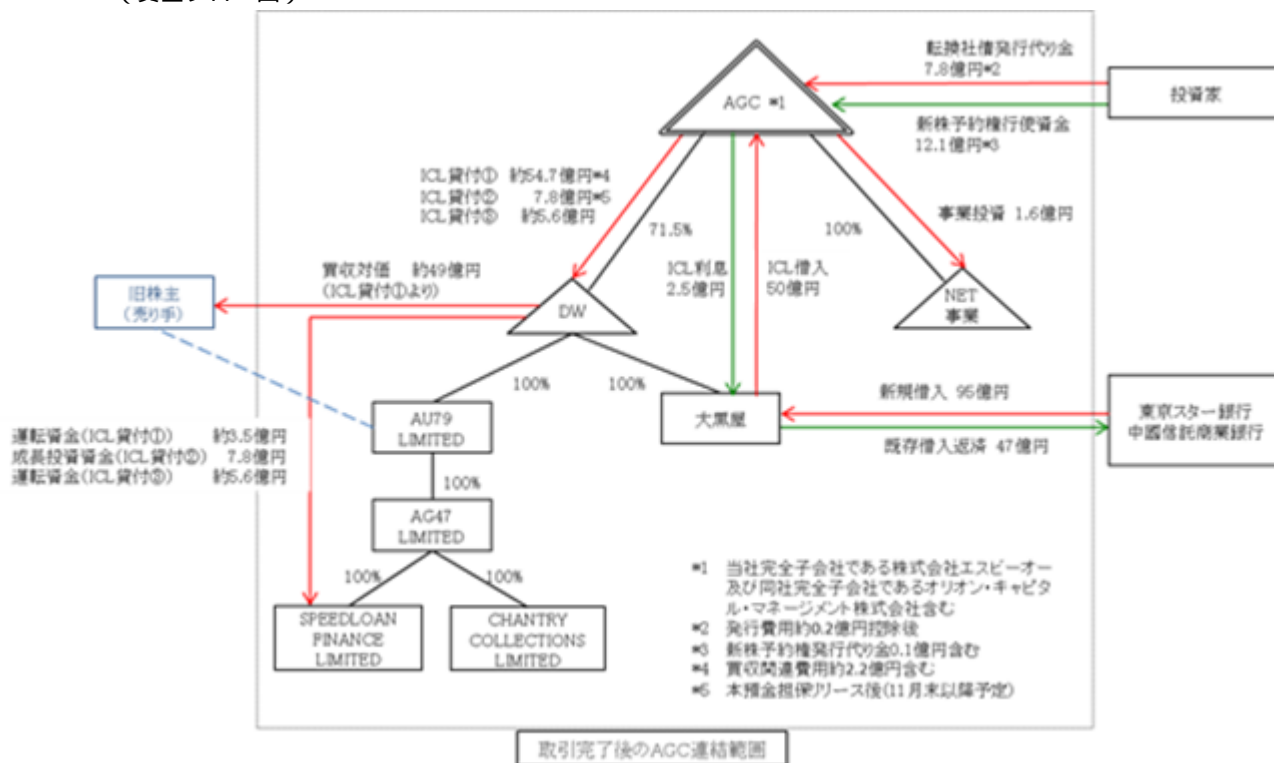 （資金フロー図）
転換社債発行代り金
7.8億円*2
投資家
AGC *1
新株予約権行使資金
12.1億円*3
ICL貸付① 約54.7億円*4
ICL貸付② 7.8億円*5
ICL貸付③ 約5.6億円
事業投資 1.6億円
71.5%
100%
買収対価 約49億円
(ICL貸付①より)
ICL利息
2.5億円
ICL借入
50億円
旧株主
(売り手)
DW
NET
事業
100%
100%
新規借入 95億円
AU79
LIMITED
大黒屋
東京スター銀行
中國信託商業銀行
既存借入返済 47億円
運転資金(ICL貸付①) 約3.5億円
成長投資資金(ICL貸付②) 7.8億円
運転資金(ICL貸付③) 約5.6億円
100%
AG47
LIMITED
100%
100%
SPEEDLOAN
FINANCE
LIMITED
CHANTRY
COLLECTIONS
LIMITED
*1 当社完全子会社である株式会社エスビーオー
及び同社完全子会社であるオリオン・キャピタ
ル・マネージメント株式会社含む
*2 発行費用約0.2億円控除後
*3 新株予約権発行代り金0.1億円含む
*4 買収関連費用約2.2億円含む
*5 本預金担保リリース後(11月末以降予定)
取引完了後のAGC連結範囲